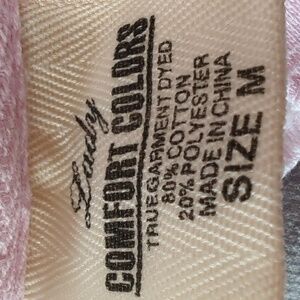 Lady
COMFORT COLORS
TRUE GARMENT DYED
80% COTTON
20% POLYESTER
MADE IN CHINA
SIZE M